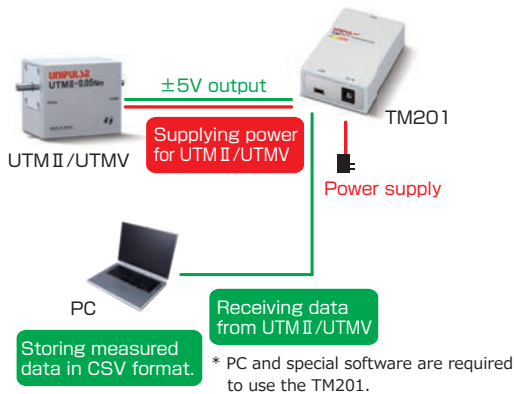 UNIPULSE
UTMⅡ-0.05Nm
±5V output
TM201
UTMⅡ/UTMV
Supplying power
for UTMⅡ/UTMV
Power supply
PC
Receiving data
from UTMⅡ/UTMV
Storing measured
data in CSV format.
* PC and special software are required
to use the TM201.